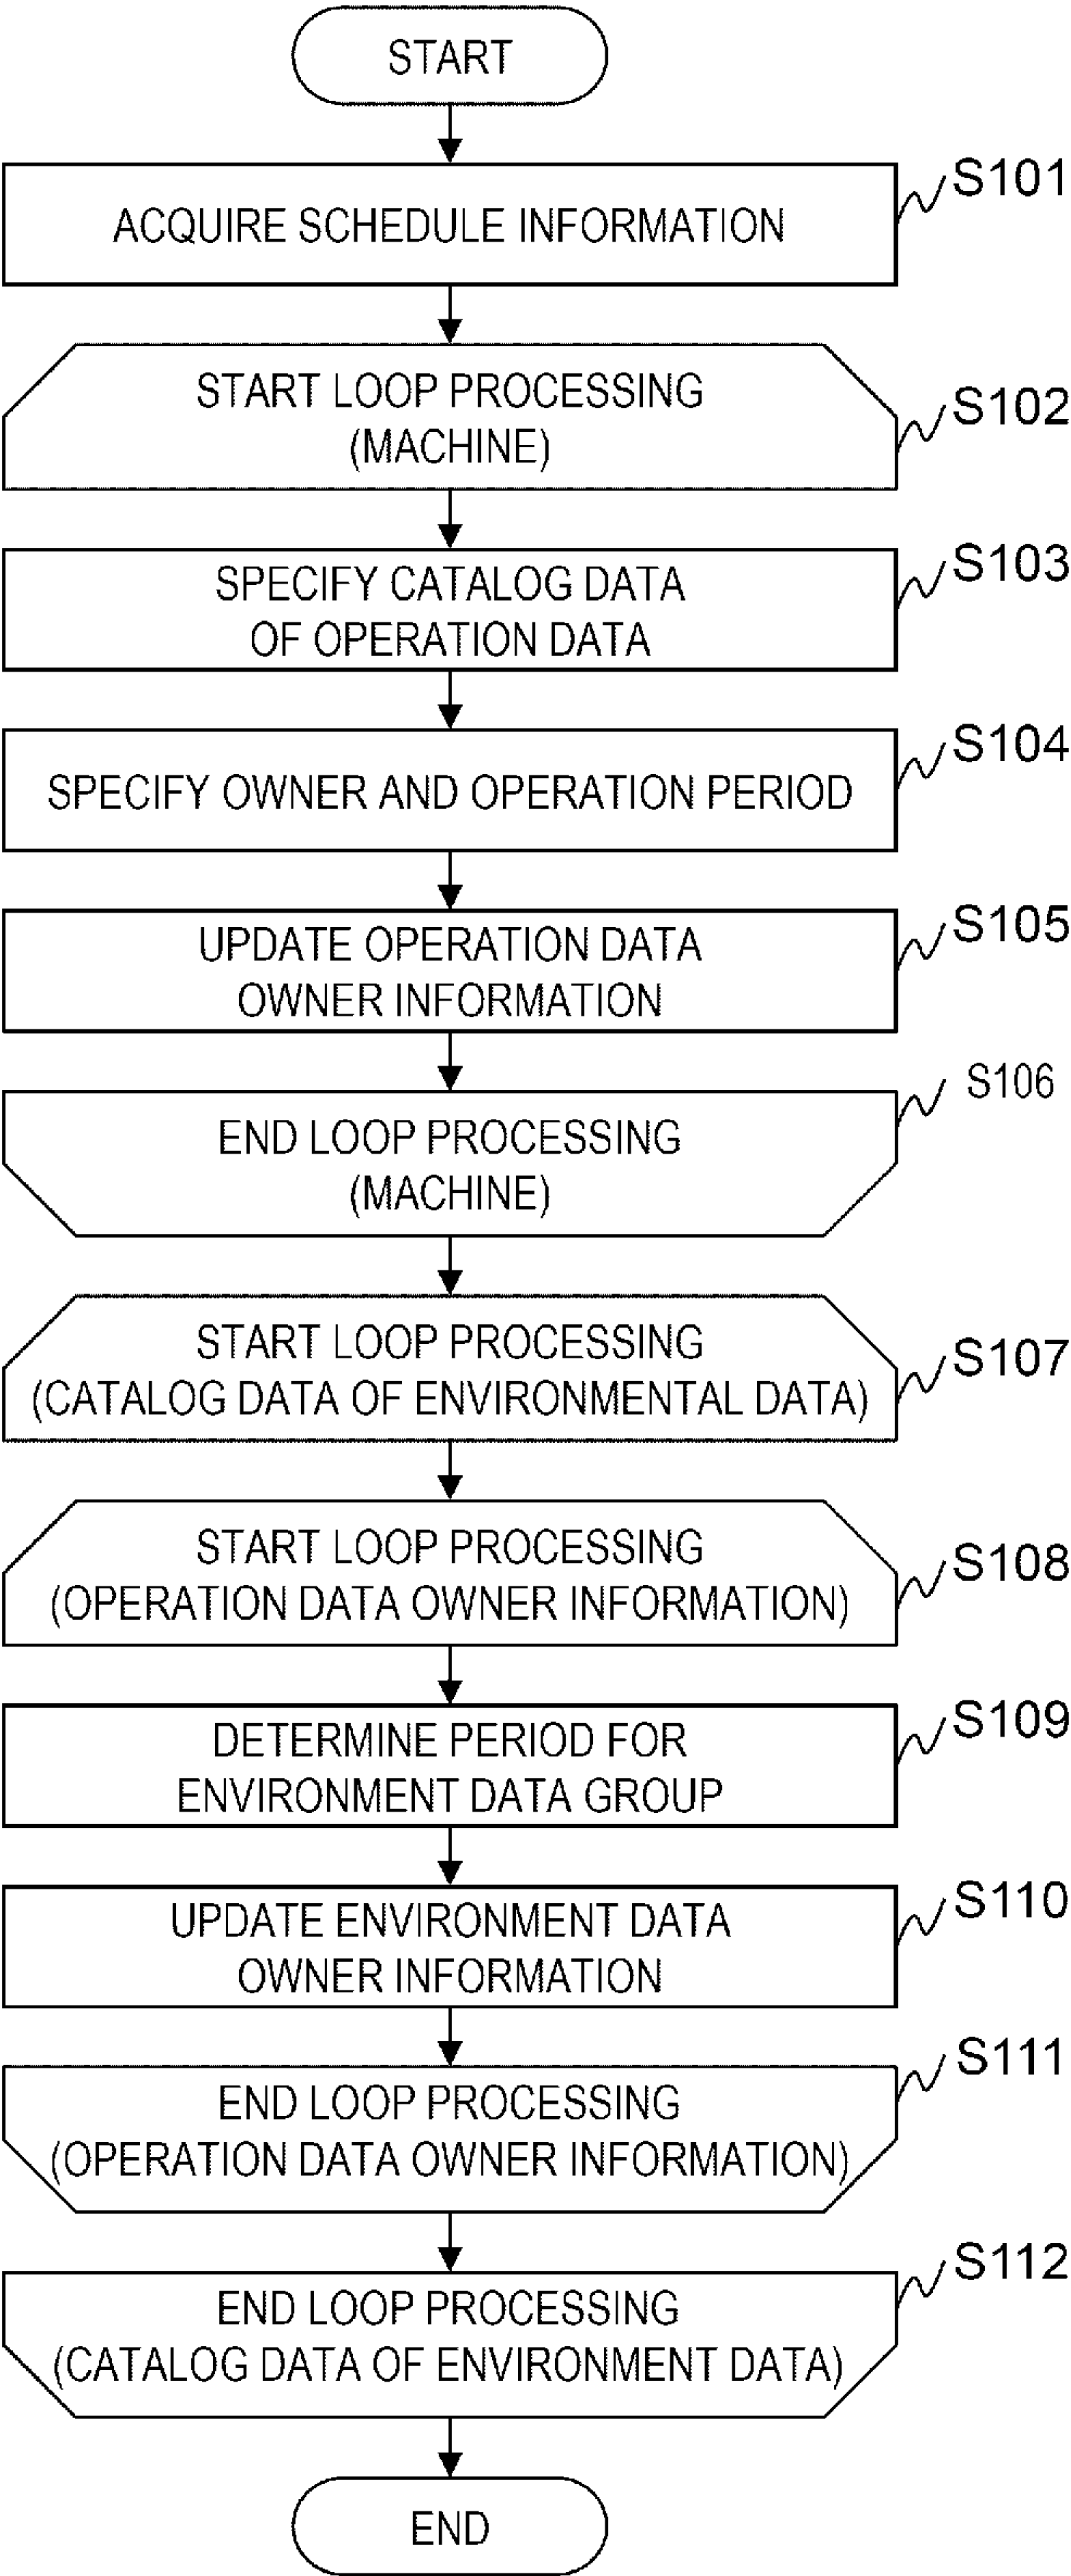 START
S101
ACQUIRE SCHEDULE INFORMATION
START LOOP PROCESSING
(MACHINE)
S102
SPECIFY CATALOG DATA
OF OPERATION DATA
S103
SPECIFY OWNER AND OPERATION PERIOD
S104
UPDATE OPERATION DATA
OWNER INFORMATION
S105
END LOOP PROCESSING
(MACHINE)
S106
START LOOP PROCESSING
(CATALOG DATA OF ENVIRONMENTAL DATA)
S107
START LOOP PROCESSING
(OPERATION DATA OWNER INFORMATION)
S108
DETERMINE PERIOD FOR
ENVIRONMENT DATA GROUP
S109
UPDATE ENVIRONMENT DATA
OWNER INFORMATION
S110
END LOOP PROCESSING
(OPERATION DATA OWNER INFORMATION)
S111
END LOOP PROCESSING
(CATALOG DATA OF ENVIRONMENT DATA)
S112
END